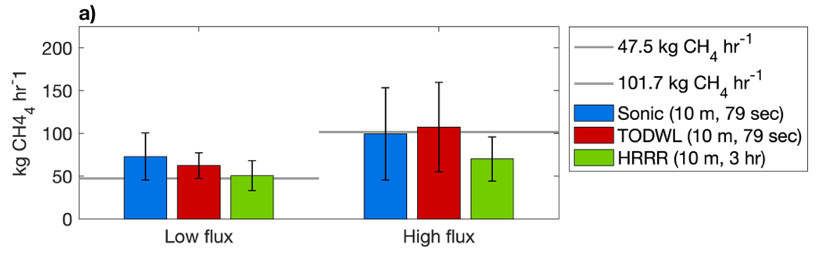 a)
kg CH4₄ hr⁻1
200
150
100
50
0
Low flux
High flux
47.5 kg CH₄ hr⁻¹
101.7 kg CH₄ hr⁻¹
Sonic (10 m, 79 sec)
TODWL (10 m, 79 sec)
HRRR (10 m, 3 hr)